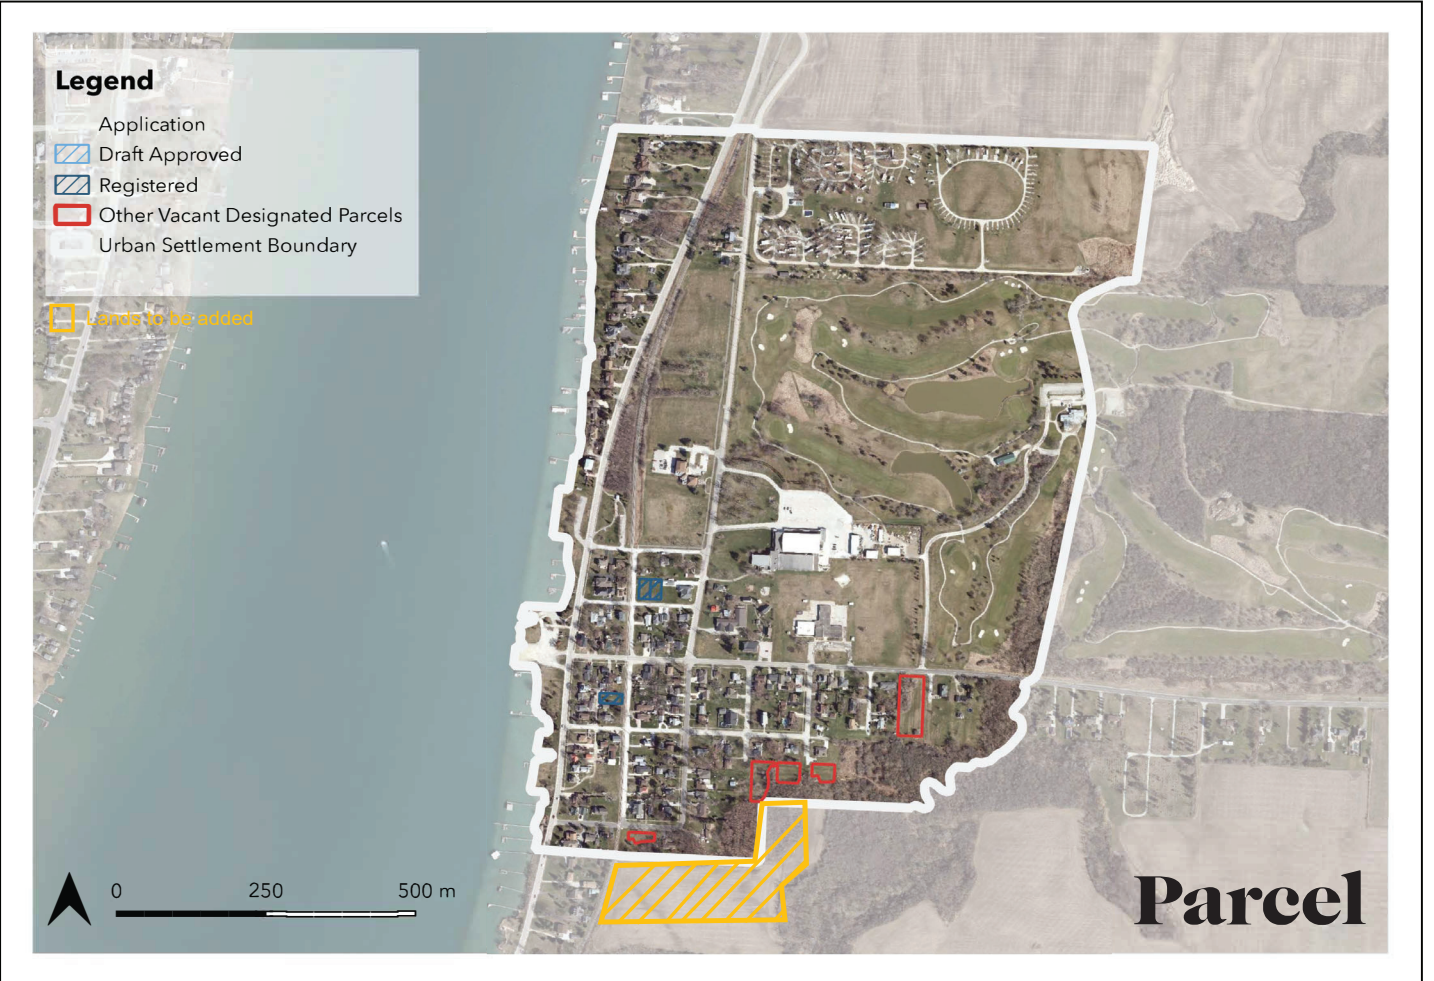 Legend
Application
Draft Approved
Registered
Other Vacant Designated Parcels
Urban Settlement Boundary
Lands to be added
0 250 500 m
Parcel